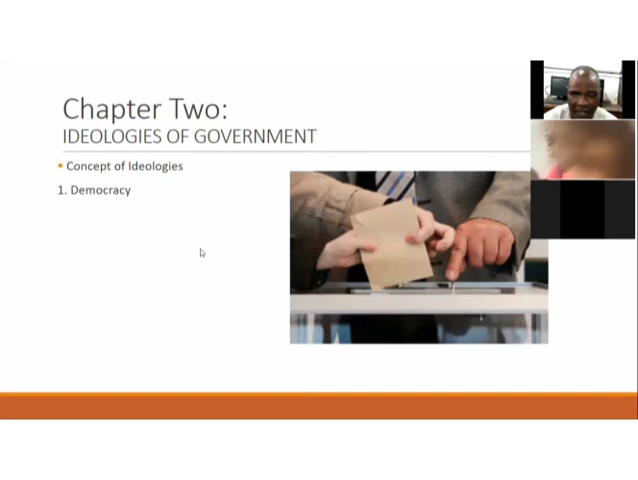 Chapter Two:
IDEOLOGIES OF GOVERNMENT
▪ Concept of Ideologies
1. Democracy